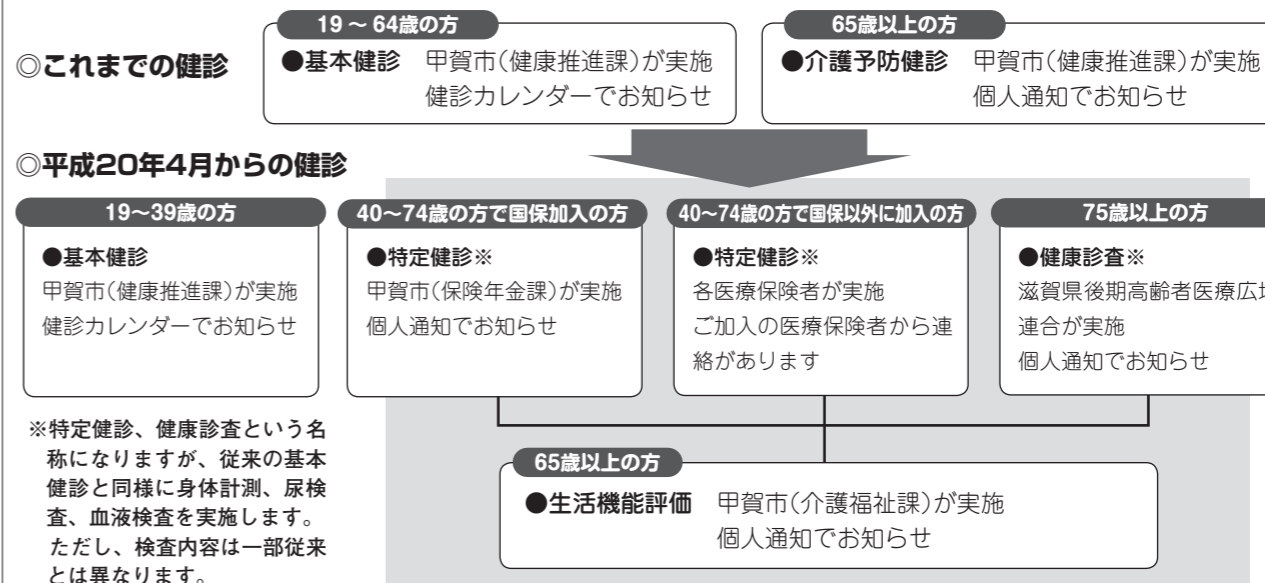 ◎これまでの健診
19～64歳の方
●基本健診 甲賀市(健康推進課)が実施
健診カレンダーでお知らせ
65歳以上の方
●介護予防健診 甲賀市(健康推進課)が実施
個人通知でお知らせ
◎平成20年4月からの健診
19～39歳の方
●基本健診
甲賀市(健康推進課)が実施
健診カレンダーでお知らせ
40～74歳の方で国保加入の方
●特定健診※
甲賀市(保険年金課)が実施
個人通知でお知らせ
40～74歳の方で国保以外に加入の方
●特定健診※
各医療保険者が実施
ご加入の医療保険者から連
絡があります
75歳以上の方
●健康診査※
滋賀県後期高齢者医療広域
連合が実施
個人通知でお知らせ
65歳以上の方
●生活機能評価 甲賀市(介護福祉課)が実施
個人通知でお知らせ
※特定健診、健康診査という名
称になりますが、従来の基本
健診と同様に身体計測、尿検
査、血液検査を実施します。
ただし、検査内容は一部従来
とは異なります。